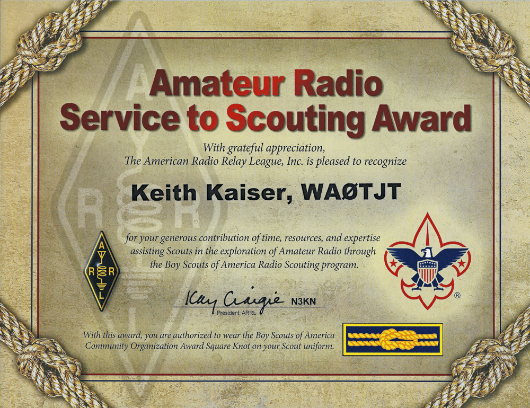 Amateur Radio
Service to Scouting Award
With grateful appreciation,
The American Radio Relay League, Inc. is pleased to recognize
Keith Kaiser, WAØTJT
for your generous contribution of time, resources, and expertise
assisting Scouts in the exploration of Amateur Radio through
the Boy Scouts of America Radio Scouting program.
A
R R
L
Kay Craigie N3KN
President, ARRL
®
With this award, you are authorized to wear the Boy Scouts of America
Community Organization Award Square Knot on your Scout uniform.